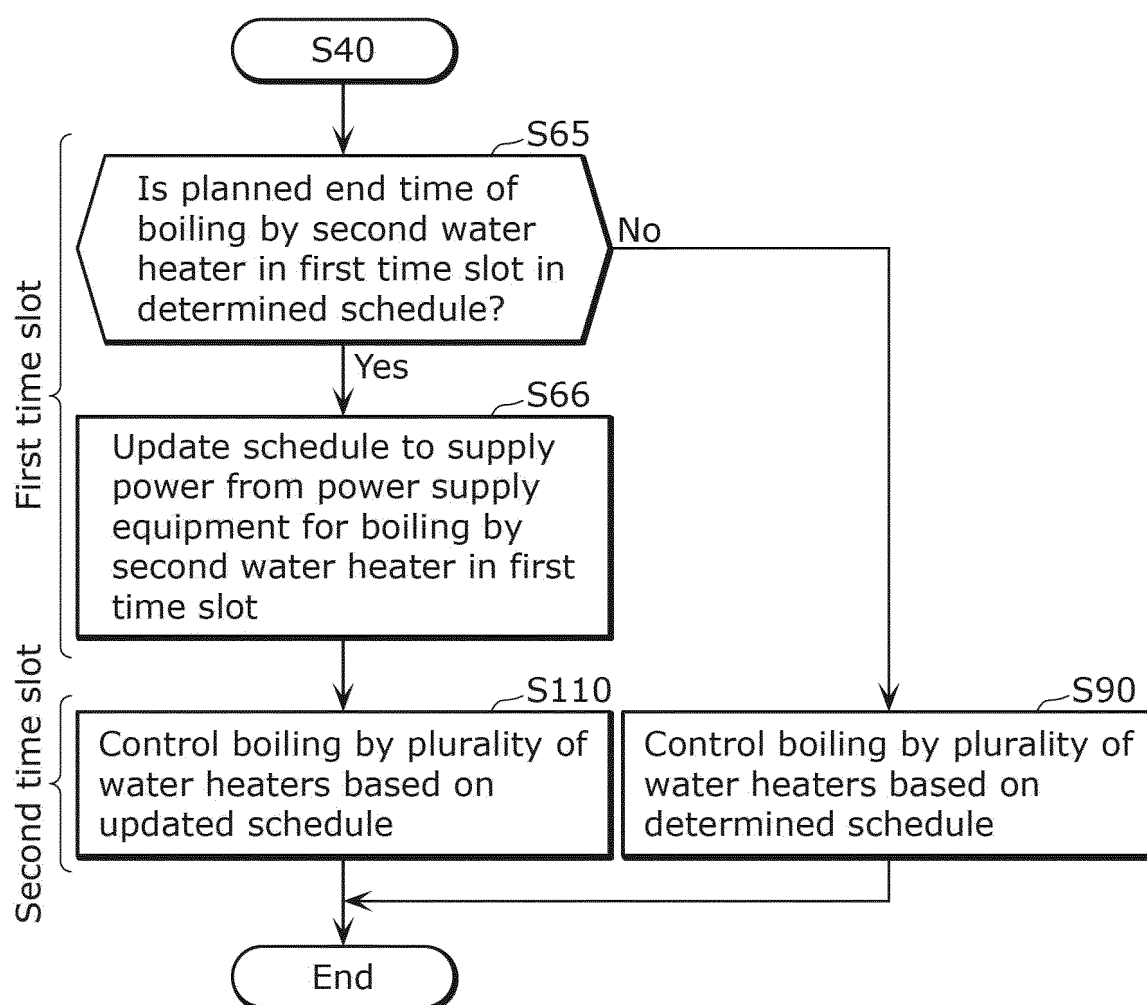 S40
S65
Is planned end time of
boiling by second water
heater in first time slot in
determined schedule?
No
Yes
First time slot
S66
Update schedule to supply
power from power supply
equipment for boiling by
second water heater in first
time slot
Second time slot
S110
Control boiling by plurality of
water heaters based on
updated schedule
S90
Control boiling by plurality of
water heaters based on
determined schedule
End